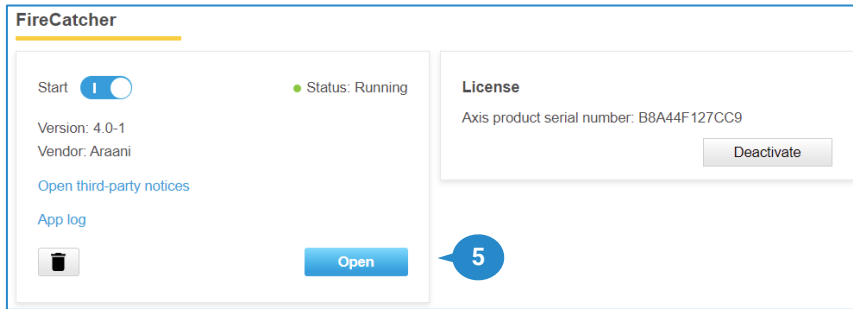 FireCatcher
Start
Status: Running
Version: 4.0-1
Vendor: Araani
Open third-party notices
App log
Open
5
License
Axis product serial number: B8A44F127CC9
Deactivate